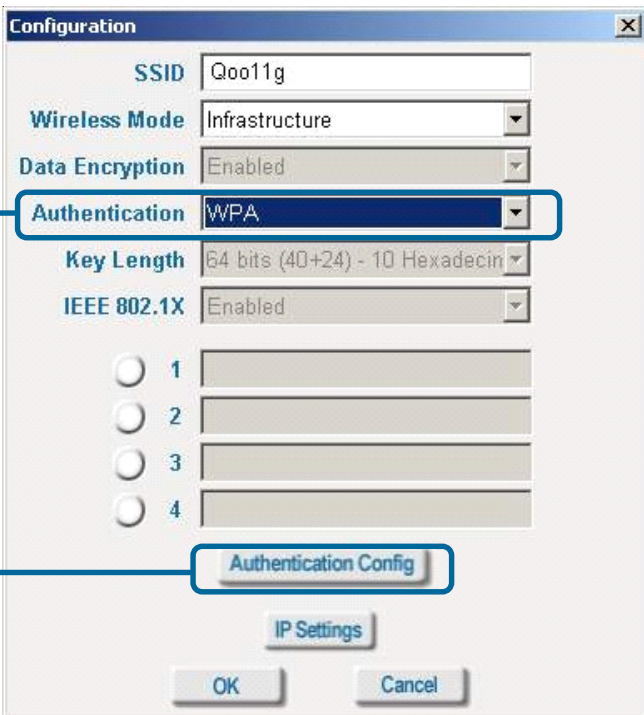 Configuration
SSID Qoo11g
Wireless Mode Infrastructure
Data Encryption Enabled
Authentication WPA
Key Length 64 bits (40+24) - 10 Hexadecin
IEEE 802.1X Enabled
1
2
3
4
Authentication Config
IP Settings
OK Cancel